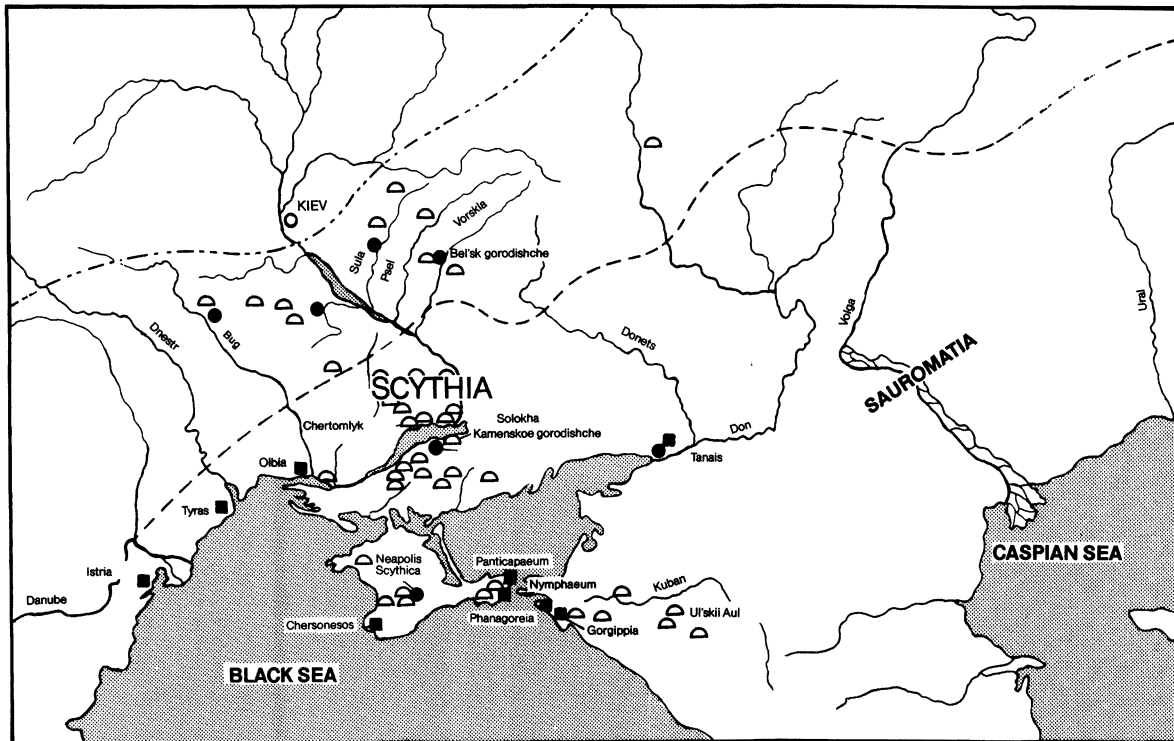 KIEV
Sula
Psel
Vorskla
Bel'sk gorodishche
Dnestr
Bug
Donets
Volga
Ural
SCYTHIA
SAUROMATIA
Chertomlyk
Solokha
Kamenskoe gorodishche
Don
Olbia
Tanais
Tyras
CASPIAN SEA
Istria
Neapolis
Scythica
Panticapaeum
Nymphaeum
Kuban
Danube
Phanagoreia
Ul'skii Aul
Chersonesos
Gorgippia
BLACK SEA